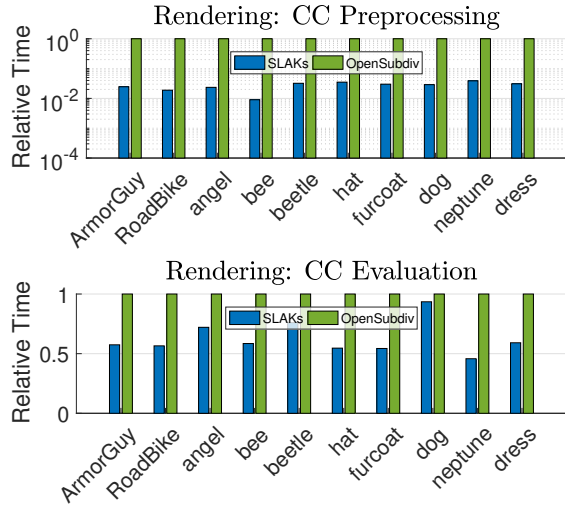 Rendering: CC Preprocessing
Relative Time
10^0
10^-2
10^-4
SLAKs
OpenSubdiv
ArmorGuy
RoadBike
angel
bee
beetle
hat
furcoat
dog
neptune
dress
Rendering: CC Evaluation
Relative Time
1
0.5
0
SLAKs
OpenSubdiv
ArmorGuy
RoadBike
angel
bee
beetle
hat
furcoat
dog
neptune
dress